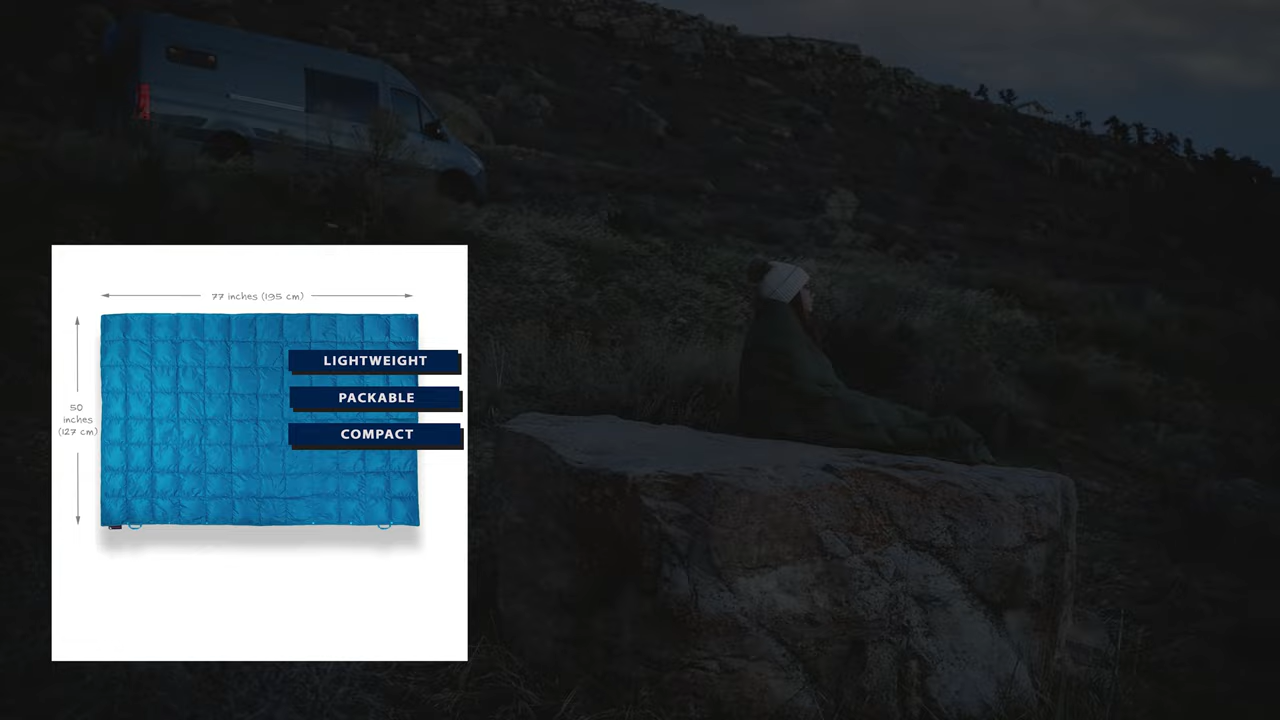 77 inches (195 cm)
50
inches
(127 cm)
LIGHTWEIGHT
PACKABLE
COMPACT